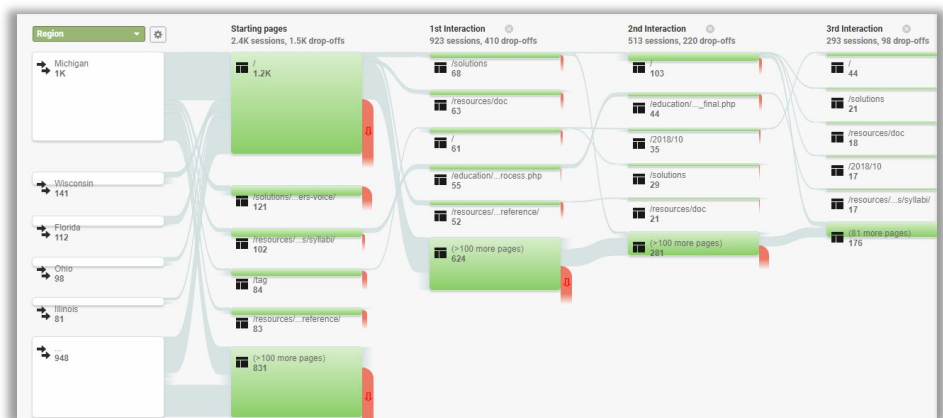 Region
Michigan
1K
Wisconsin
141
Florida
112
Ohio
98
Illinois
81
...
948
Starting pages
2.4K sessions, 1.5K drop-offs
/
1.2K
/solutions/...ers-voice/
121
/resources/...s/syllabi/
102
/tag
84
/resources/...reference/
83
(>100 more pages)
831
1st Interaction
923 sessions, 410 drop-offs
/solutions
68
/resources/doc
63
/
61
/education/...rocess.php
55
/resources/...reference/
52
(>100 more pages)
624
2nd Interaction
513 sessions, 220 drop-offs
/
103
/education/..._final.php
44
/2018/10
35
/solutions
29
/resources/doc
21
(>100 more pages)
281
3rd Interaction
293 sessions, 98 drop-offs
/
44
/solutions
21
/resources/doc
18
/2018/10
17
/resources/...s/syllabi/
17
(81 more pages)
176